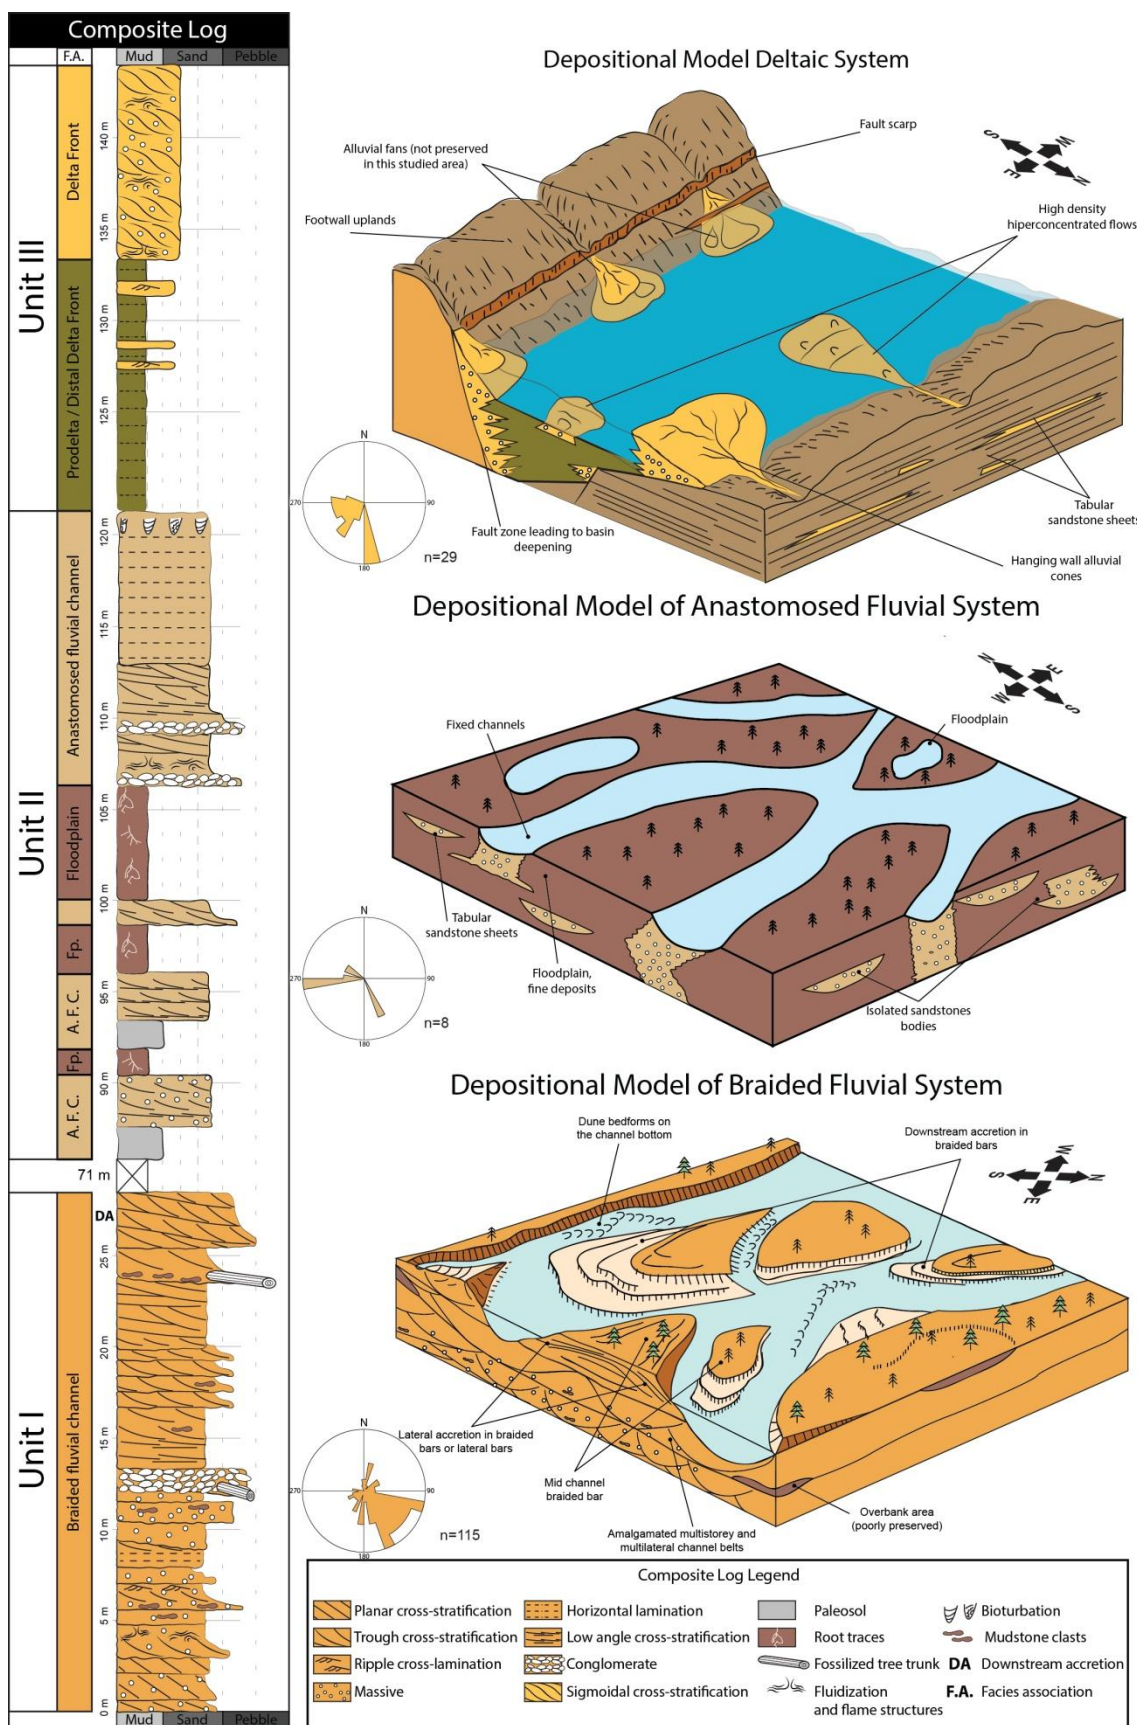 Composite Log
F.A.
Mud
Sand
Pebble
Unit III
Delta Front
Prodelta / Distal Delta Front
140 m
135 m
130 m
125 m
Unit II
Anastomosed fluvial channel
Floodplain
Fp.
A. F. C.
Fp.
A. F. C.
120 m
115 m
110 m
105 m
100 m
95 m
90 m
71 m
Unit I
Braided fluvial channel
DA
25 m
20 m
15 m
10 m
5 m
0 m
Mud
Sand
Pebble
Depositional Model Deltaic System
Fault scarp
Alluvial fans (not preserved
in this studied area)
Footwall uplands
High density
hiperconcentrated flows
S
W
E
N
N
270
90
180
n=29
Fault zone leading to basin
deepening
Tabular
sandstone sheets
Hanging wall alluvial
cones
Depositional Model of Anastomosed Fluvial System
N
E
W
S
Fixed channels
Floodplain
Tabular
sandstone sheets
Floodplain,
fine deposits
Isolated sandstones
bodies
N
270
90
180
n=8
Depositional Model of Braided Fluvial System
Dune bedforms on
the channel bottom
Downstream accretion in
braided bars
S
W
E
N
Lateral accretion in braided
bars or lateral bars
Mid channel
braided bar
Amalgamated multistorey and
multilateral channel belts
Overbank area
(poorly preserved)
N
270
90
180
n=115
Composite Log Legend
Planar cross-stratification
Horizontal lamination
Paleosol
Bioturbation
Trough cross-stratification
Low angle cross-stratification
Root traces
Mudstone clasts
Ripple cross-lamination
Conglomerate
Fossilized tree trunk
DA Downstream accretion
Massive
Sigmoidal cross-stratification
Fluidization
and flame structures
F.A. Facies association